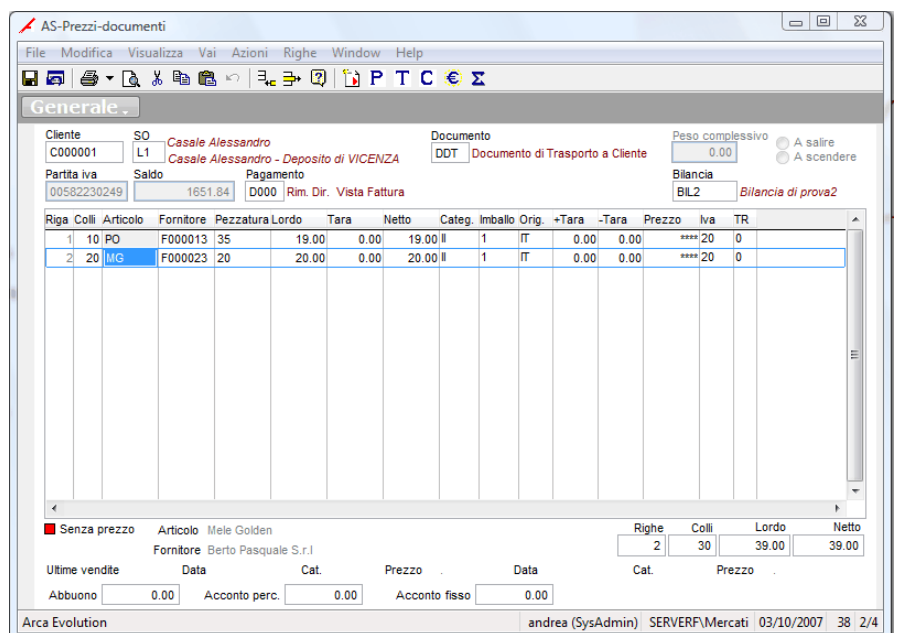 AS-Prezzi-documenti
File Modifica Visualizza Vai Azioni Righe Window Help
P T C € Σ
Generale
Cliente SO Documento Peso complessivo
C000001 L1 Casale Alessandro DDT Documento di Trasporto a Cliente 0.00 A salire
Casale Alessandro - Deposito di VICENZA A scendere
Partita iva Saldo Pagamento Bilancia
00582230249 1651.84 D000 Rim. Dir. Vista Fattura BIL2 Bilancia di prova2
Riga Colli Articolo Fornitore Pezzatura Lordo Tara Netto Categ. Imballo Orig. +Tara -Tara Prezzo Iva TR
1 10 PO F000013 35 19.00 0.00 19.00 II 1 IT 0.00 0.00 **** 20 0
2 20 MG F000023 20 20.00 0.00 20.00 II 1 IT 0.00 0.00 **** 20 0
Senza prezzo Articolo Mele Golden Righe Colli Lordo Netto
Fornitore Berto Pasquale S.r.l 2 30 39.00 39.00
Ultime vendite Data Cat. Prezzo . Data Cat. Prezzo .
Abbuono 0.00 Acconto perc. 0.00 Acconto fisso 0.00
Arca Evolution andrea (SysAdmin) SERVERF\Mercati 03/10/2007 38 2/4